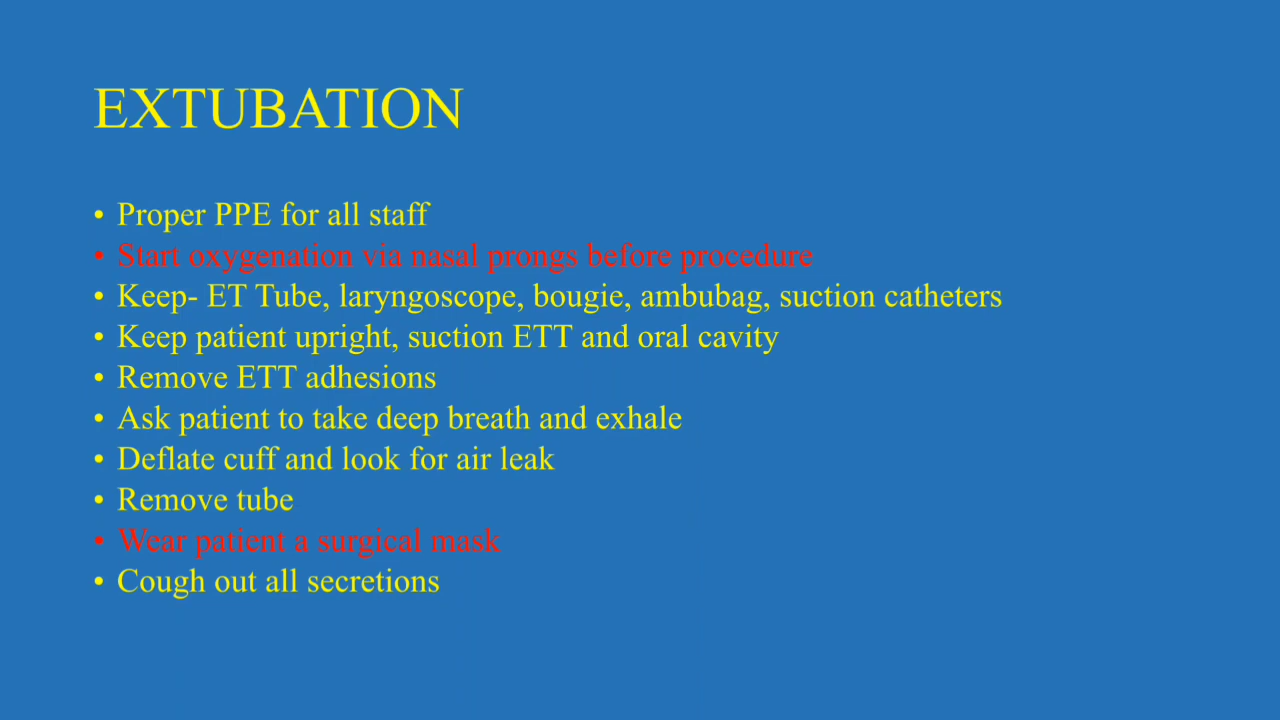 EXTUBATION
• Proper PPE for all staff
• Start oxygenation via nasal prongs before procedure
• Keep- ET Tube, laryngoscope, bougie, ambubag, suction catheters
• Keep patient upright, suction ETT and oral cavity
• Remove ETT adhesions
• Ask patient to take deep breath and exhale
• Deflate cuff and look for air leak
• Remove tube
• Wear patient a surgical mask
• Cough out all secretions